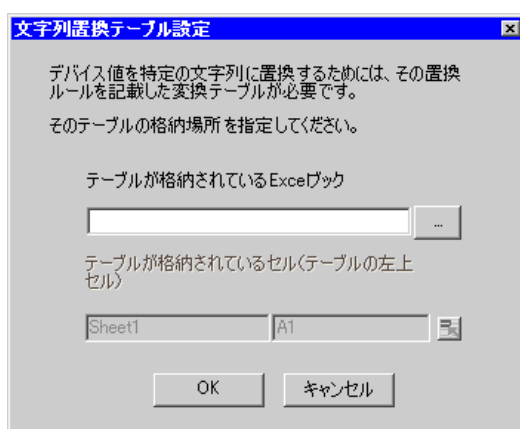 文字列置換テーブル設定
デバイス値を特定の文字列に置換するためには、その置換
ルールを記載した変換テーブルが必要です。
そのテーブルの格納場所を指定してください。
テーブルが格納されているExcelブック
...
テーブルが格納されているセル(テーブルの左上
セル)
Sheet1 A1
OK キャンセル